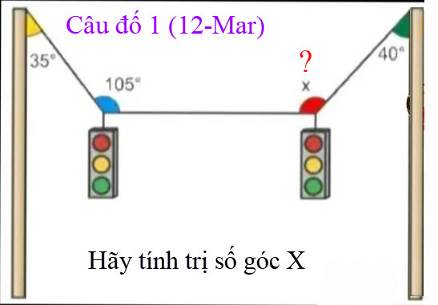 Câu đố 1 (12-Mar)
35°
?
40°
105°
x
Hãy tính trị số góc X